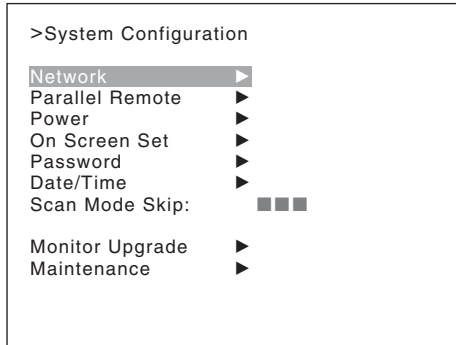 >System Configuration
Network ►
Parallel Remote ►
Power ►
On Screen Set ►
Password ►
Date/Time ►
Scan Mode Skip: ■■■
Monitor Upgrade ►
Maintenance ►